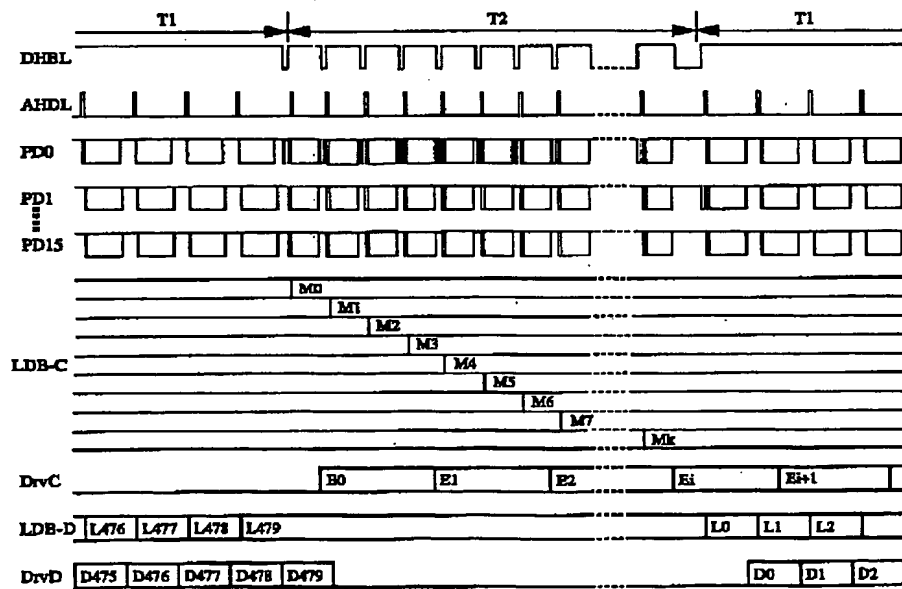 T1 T2 T1
DHBL
AHDL
PD0
PD1
PD15
M0
M1
M2
M3
LDB-C M4
M5
M6
M7
Mk
DrvC E0 E1 E2 Ei Ei+1
LDB-D L476 L477 L478 L479 L0 L1 L2
DrvD D475 D476 D477 D478 D479 D0 D1 D2